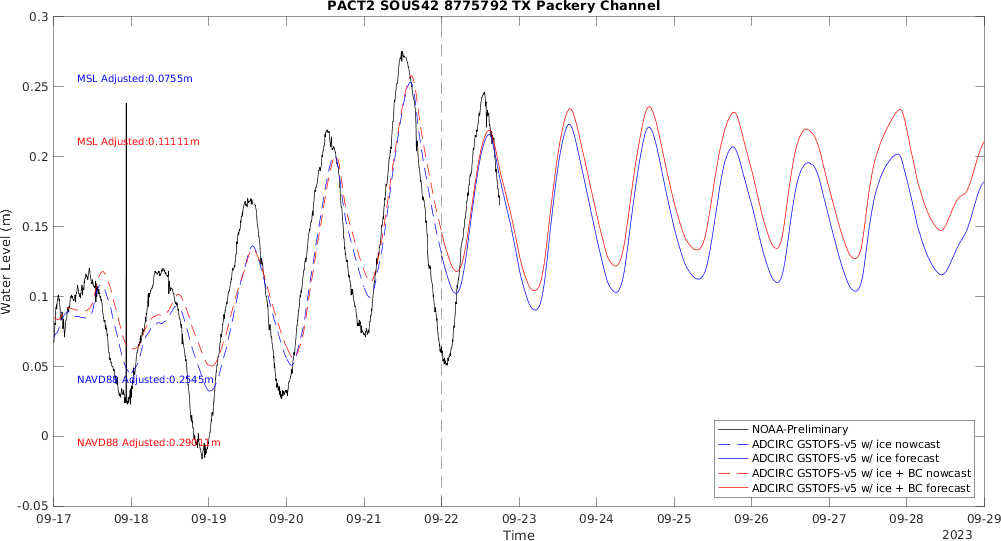 PACT2 SOUS42 8775792 TX Packery Channel
0.3
0.25
0.2
0.15
0.1
0.05
0
-0.05
Water Level (m)
MSL Adjusted:0.0755m
MSL Adjusted:0.11111m
NAVD88 Adjusted:0.2545m
NAVD88 Adjusted:
NOAA-Preliminary
ADCIRC GSTOFS-v5 w/ ice nowcast
ADCIRC GSTOFS-v5 w/ ice forecast
ADCIRC GSTOFS-v5 w/ ice + BC nowcast
ADCIRC GSTOFS-v5 w/ ice + BC forecast
09-17 09-18 09-19 09-20 09-21 09-22 09-23 09-24 09-25 09-26 09-27 09-28 09-29
Time
2023